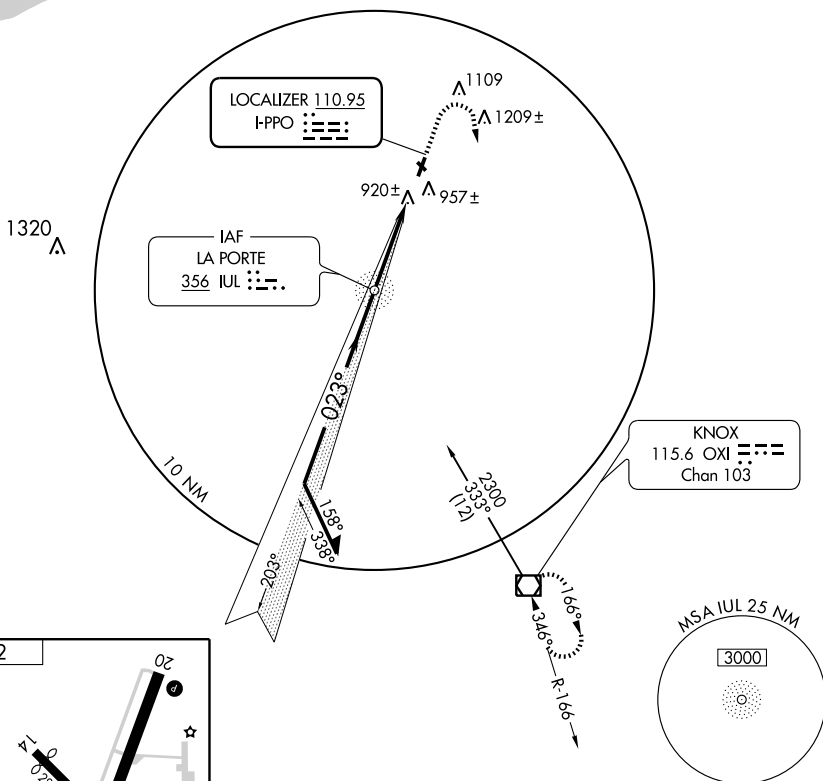 1109
LOCALIZER 110.95
I-PPO
1209±
920±
957±
1320
IAF
LA PORTE
356 IUL
023°
10 NM
158°
338°
203°
2300
333°
(12)
KNOX
115.6 OXI
Chan 103
166°
346°
R-166
MSA IUL 25 NM
3000
2
20
P
14